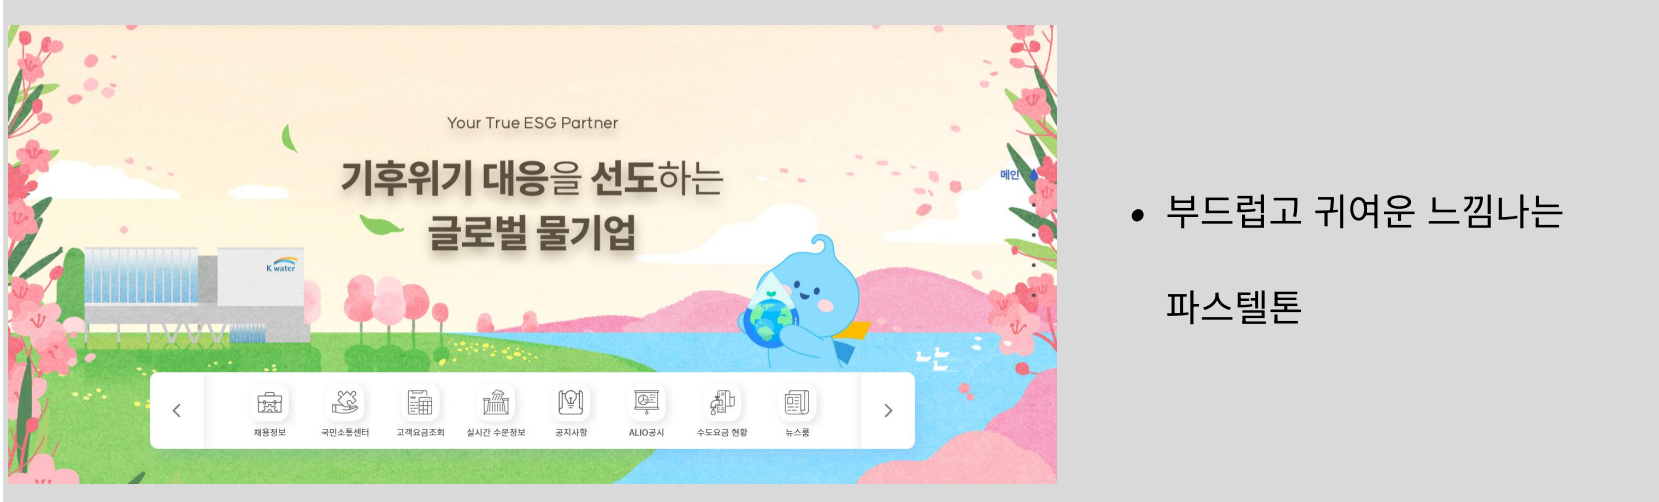 Your True ESG Partner
기후위기 대응을 선도하는
글로벌 물기업
메인
K water
채용정보
국민소통센터
고객요금조회
실시간 수문정보
공지사항
ALIO공시
수도요금 현황
뉴스룸
• 부드럽고 귀여운 느낌나는
파스텔톤